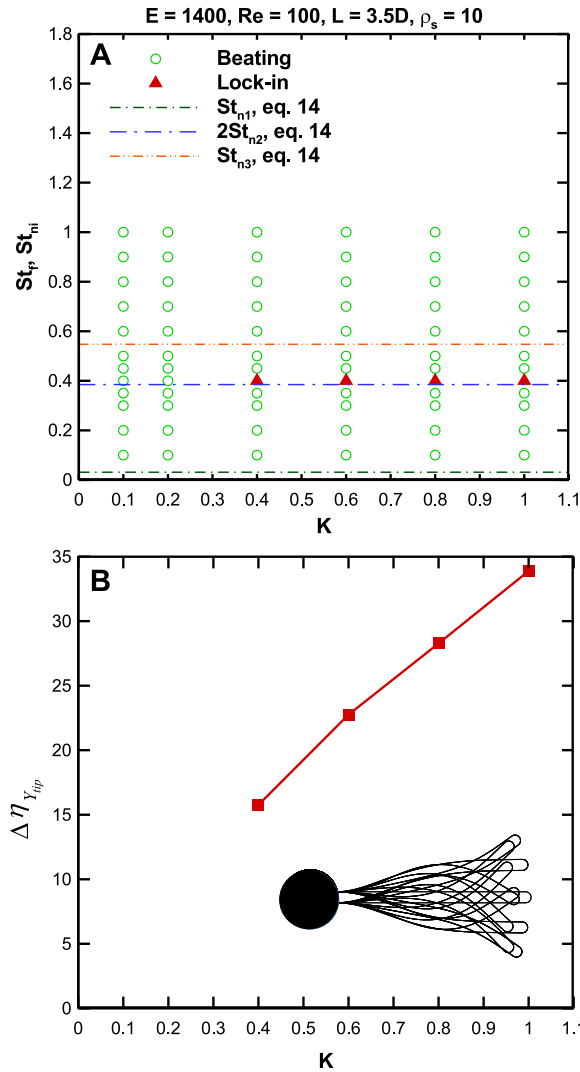 E = 1400, Re = 100, L = 3.5D, ρs = 10
A
Beating
Lock-in
Stn1, eq. 14
2Stn2, eq. 14
Stn3, eq. 14
1.8
1.6
1.4
1.2
1
0.8
0.6
0.4
0.2
0
Stf, Stni
0 0.1 0.2 0.3 0.4 0.5 0.6 0.7 0.8 0.9 1 1.1
K
B
35
30
25
20
15
10
5
0
Δ ηYtip
0 0.1 0.2 0.3 0.4 0.5 0.6 0.7 0.8 0.9 1 1.1
K